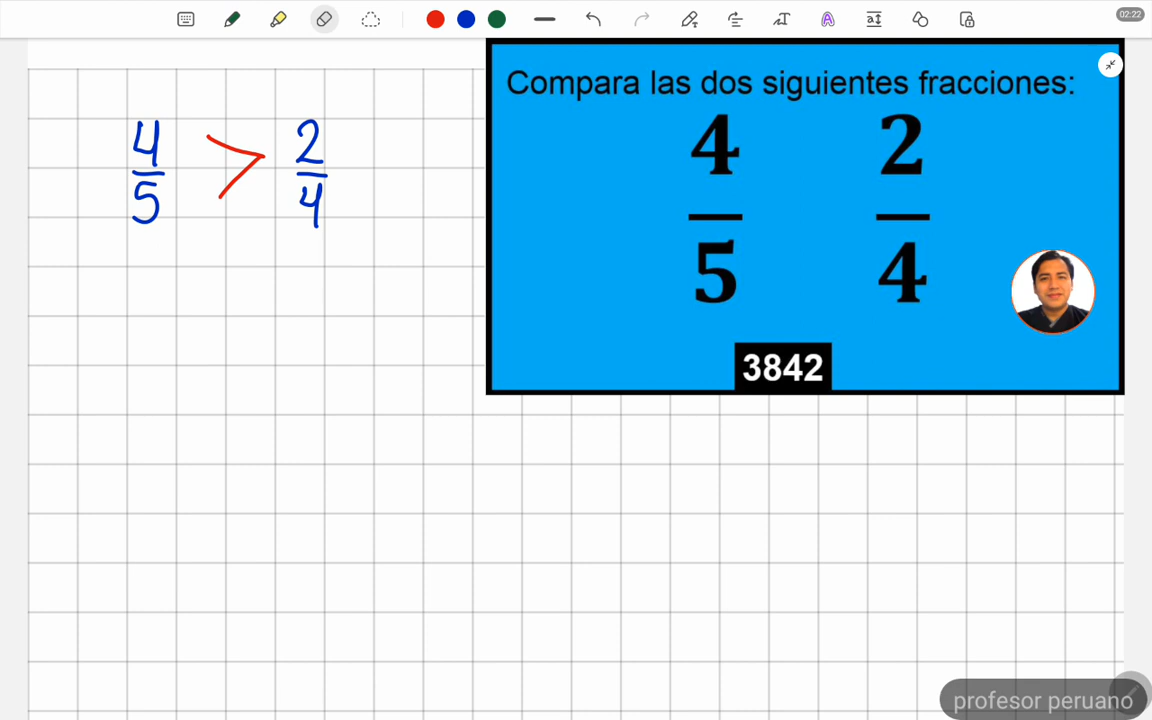 02:22
4/5 > 2/4
Compara las dos siguientes fracciones:
4 2
5 4
3842
profesor peruano